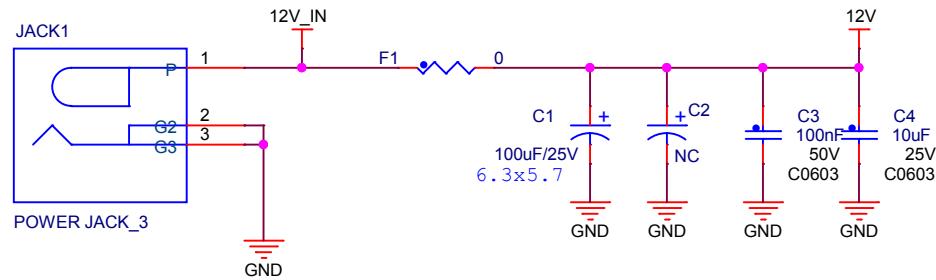 JACK1
12V_IN
12V
1
F1
0
P
2
G2
3
G3
C1
+
100uF/25V
6.3x5.7
+
C2
NC
C3
100nF
50V
C0603
C4
10uF
25V
C0603
POWER JACK_3
GND
GND
GND
GND
GND